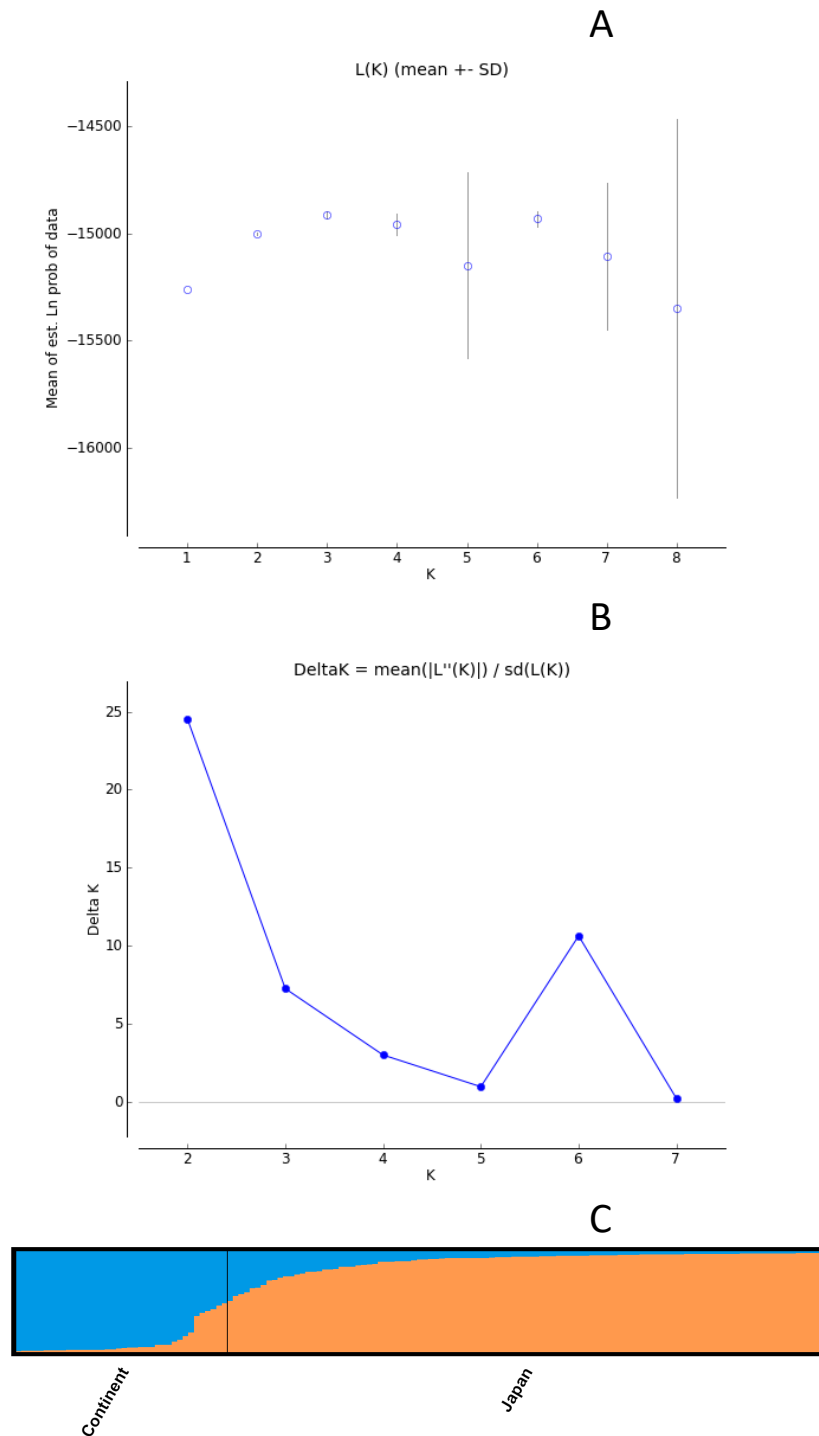 A
L(K) (mean +- SD)
Mean of est. Ln prob of data
−14500
−15000
−15500
−16000
1 2 3 4 5 6 7 8
K
B
DeltaK = mean(|L''(K)|) / sd(L(K))
Delta K
25
20
15
10
5
0
2 3 4 5 6 7
K
C
Continent
Japan